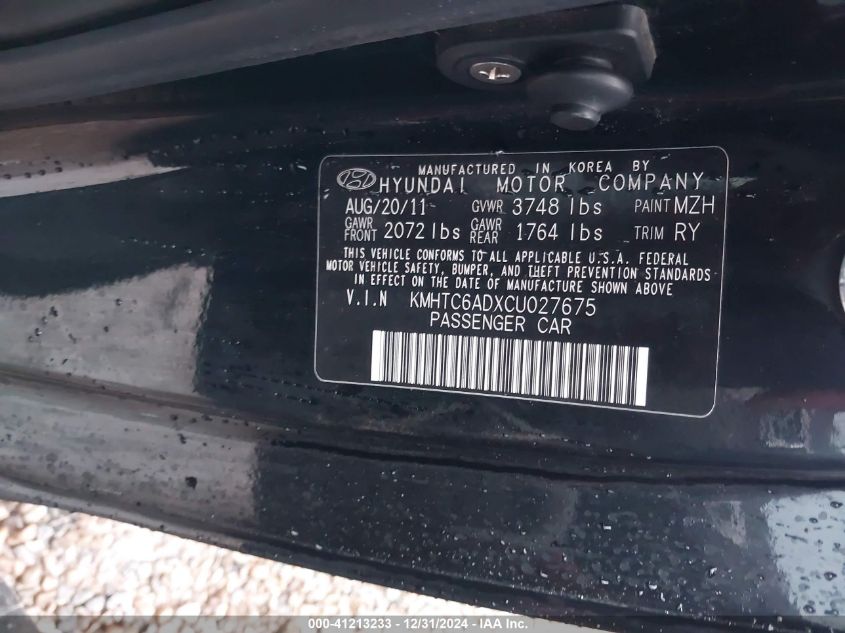 MANUFACTURED IN KOREA BY
HYUNDAI MOTOR COMPANY
AUG/20/11 GVWR 3748 lbs PAINT MZH
GAWR FRONT 2072 lbs GAWR REAR 1764 lbs TRIM RY
THIS VEHICLE CONFORMS TO ALL APPLICABLE U.S.A. FEDERAL
MOTOR VEHICLE SAFETY, BUMPER, AND THEFT PREVENTION STANDARDS
IN EFFECT ON THE DATE OF MANUFACTURE SHOWN ABOVE
V.I.N KMHTC6ADXCU027675
PASSENGER CAR
000-41213233 - 12/31/2024 - IAA Inc.